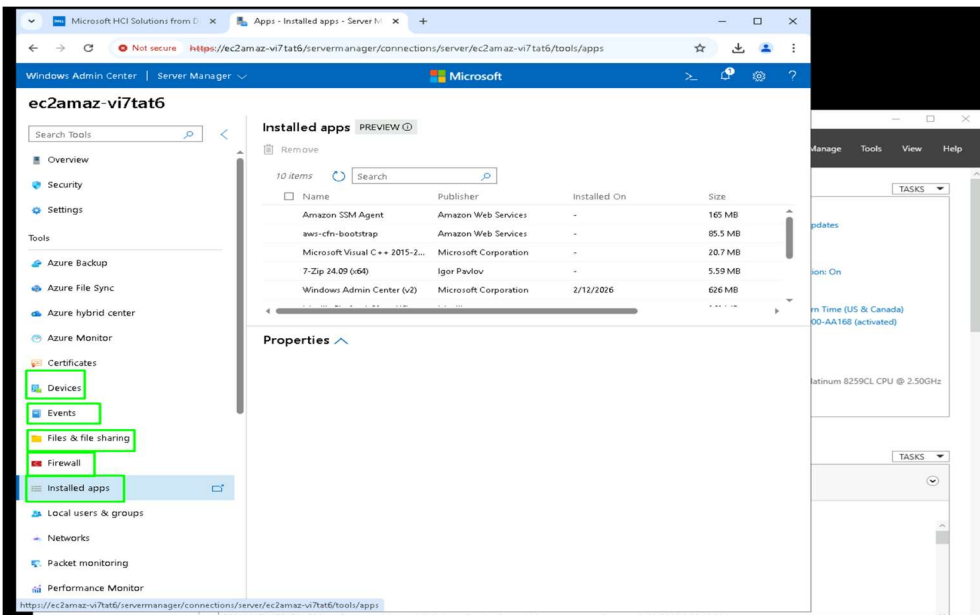 Microsoft HCI Solutions from D
Apps - Installed apps - Server M
Not secure https://ec2amaz-vi7tat6/servermanager/connections/server/ec2amaz-vi7tat6/tools/apps
Windows Admin Center | Server Manager
Microsoft
ec2amaz-vi7tat6
Search Tools
Overview
Security
Settings
Tools
Azure Backup
Azure File Sync
Azure hybrid center
Azure Monitor
Certificates
Devices
Events
Files & file sharing
Firewall
Installed apps
Local users & groups
Networks
Packet monitoring
Performance Monitor
https://ec2amaz-vi7tat6/servermanager/connections/server/ec2amaz-vi7tat6/tools/apps
Installed apps PREVIEW
Remove
10 items Search
Name Publisher Installed On Size
Amazon SSM Agent Amazon Web Services - 165 MB
aws-cfn-bootstrap Amazon Web Services - 85.5 MB
Microsoft Visual C++ 2015-2... Microsoft Corporation - 20.7 MB
7-Zip 24.09 (x64) Igor Pavlov - 5.59 MB
Windows Admin Center (v2) Microsoft Corporation 2/12/2026 626 MB
Properties
Manage Tools View Help
TASKS
pdates
ion: On
rn Time (US & Canada)
00-AA168 (activated)
latinum 8259CL CPU @ 2.50GHz
TASKS